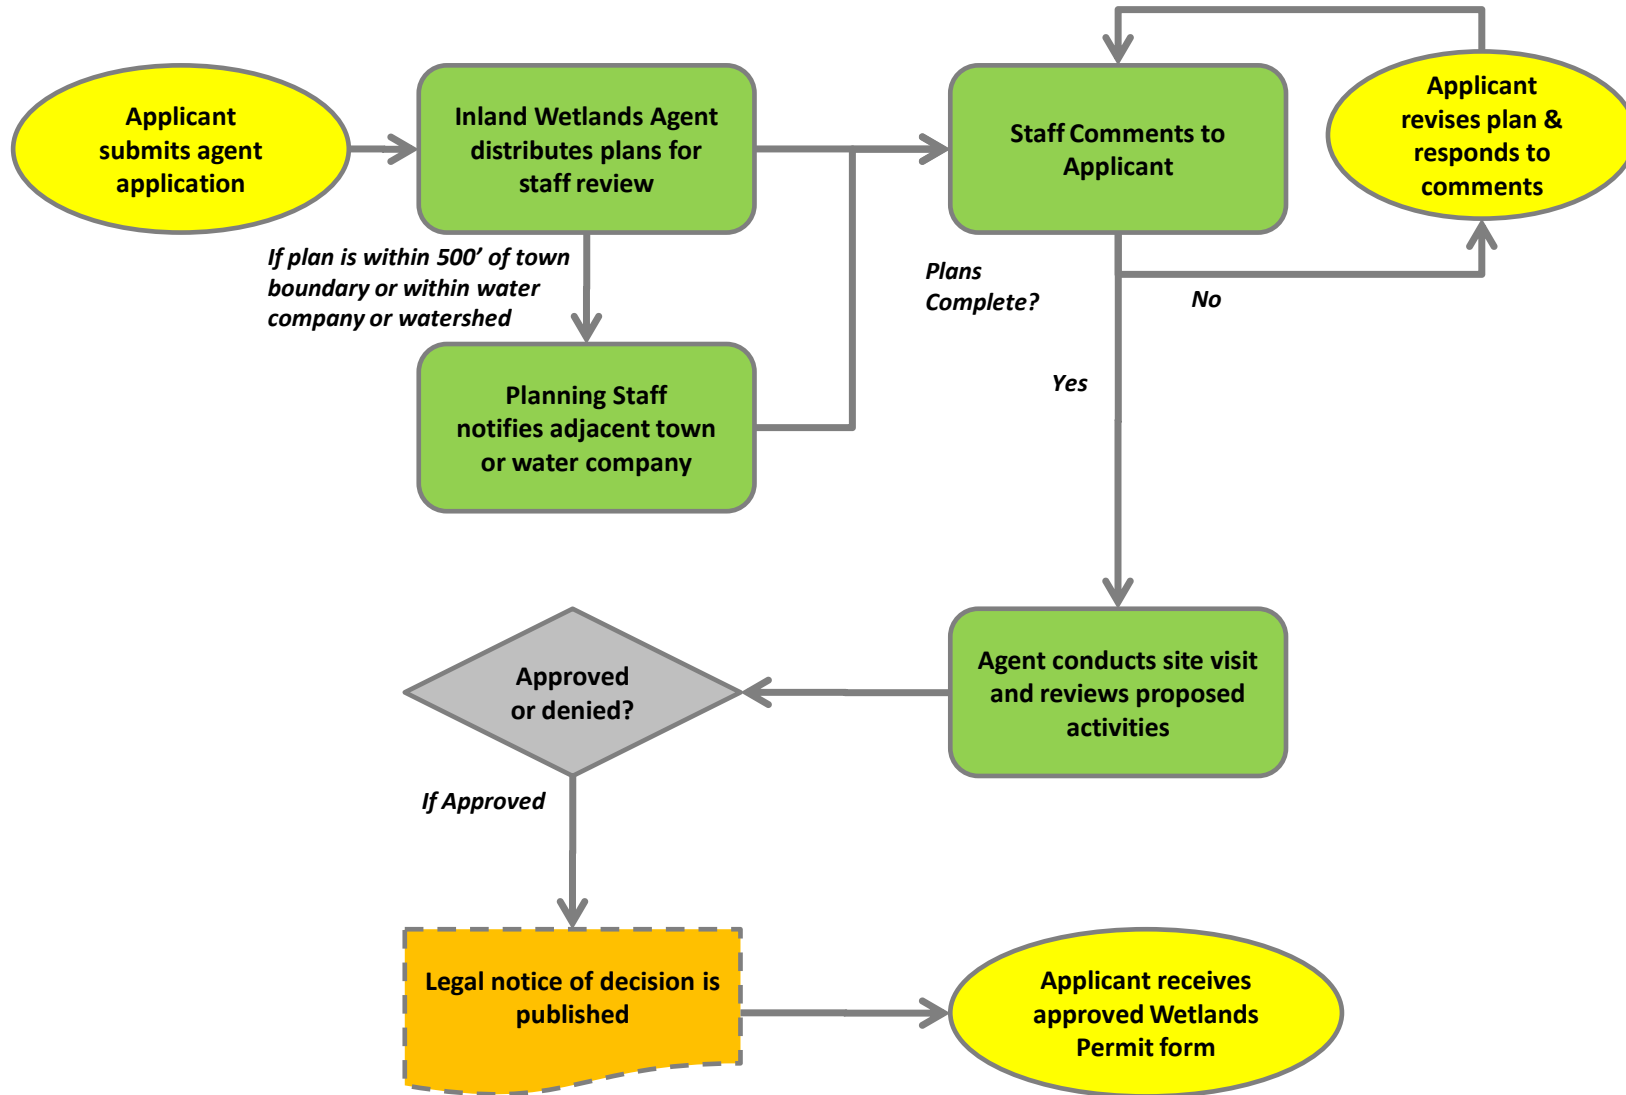 Applicant
submits agent
application
Inland Wetlands Agent
distributes plans for
staff review
Staff Comments to
Applicant
Applicant
revises plan &
responds to
comments
If plan is within 500’ of town
boundary or within water
company or watershed
Plans
Complete?
No
Yes
Planning Staff
notifies adjacent town
or water company
Approved
or denied?
Agent conducts site visit
and reviews proposed
activities
If Approved
Legal notice of decision is
published
Applicant receives
approved Wetlands
Permit form